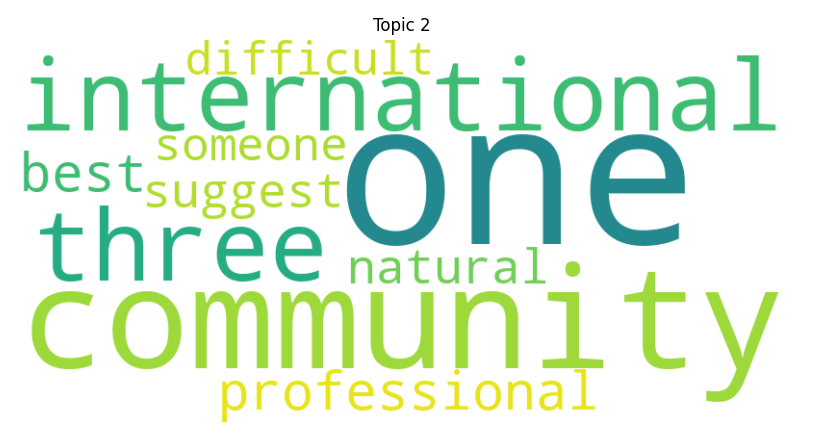 Topic 2
difficult
international
someone
one
best
suggest
three
natural
community
professional